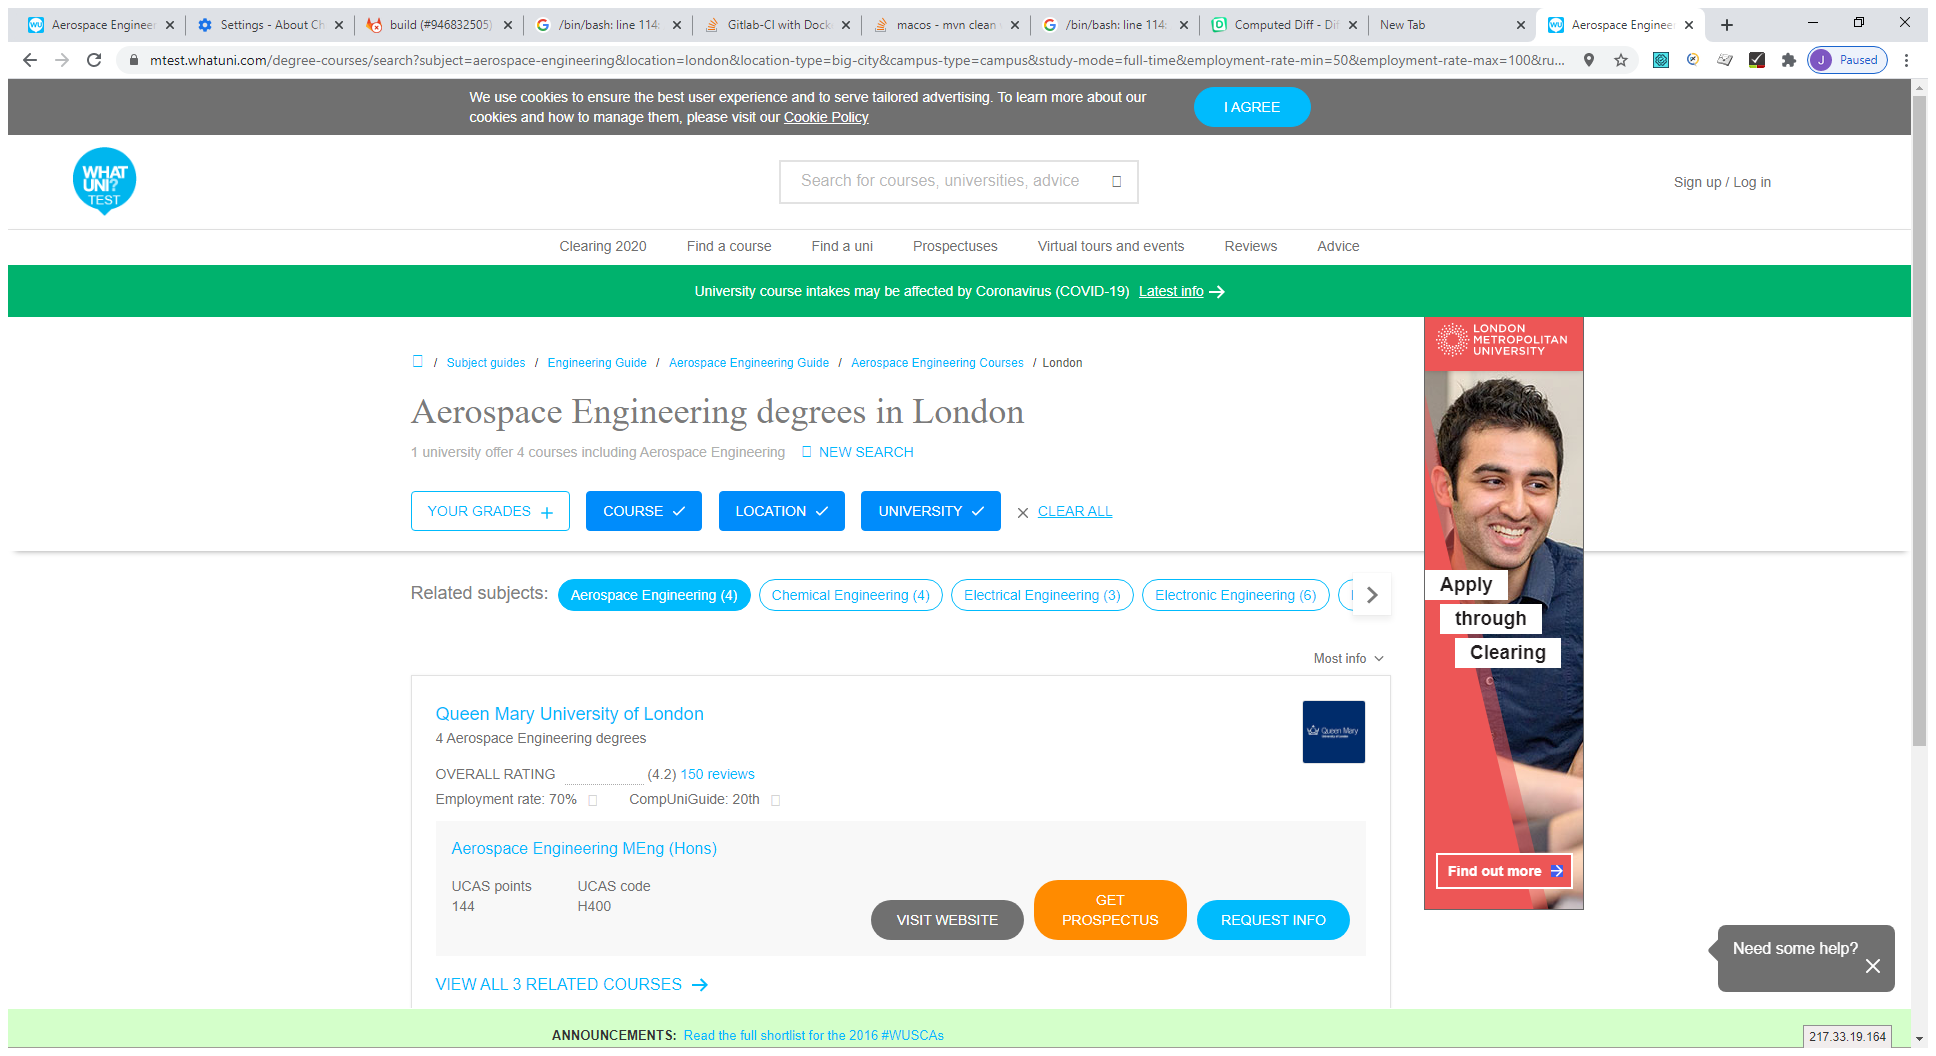 Aerospace Engineer
Settings - About Ch
build (#946832505)
/bin/bash: line 114:
Gitlab-CI with Dock
macos - mvn clean
/bin/bash: line 114:
Computed Diff - Dif
New Tab
Aerospace Enginee
mtest.whatuni.com/degree-courses/search?subject=aerospace-engineering&location=london&location-type=big-city&campus-type=campus&study-mode=full-time&employment-rate-min=50&employment-rate-max=100&ru...
J Paused
We use cookies to ensure the best user experience and to serve tailored advertising. To learn more about our
cookies and how to manage them, please visit our Cookie Policy
I AGREE
WHAT
UNI?
TEST
Search for courses, universities, advice
Sign up / Log in
Clearing 2020 Find a course Find a uni Prospectuses Virtual tours and events Reviews Advice
University course intakes may be affected by Coronavirus (COVID-19) Latest info
/ Subject guides / Engineering Guide / Aerospace Engineering Guide / Aerospace Engineering Courses / London
Aerospace Engineering degrees in London
1 university offer 4 courses including Aerospace Engineering NEW SEARCH
YOUR GRADES COURSE LOCATION UNIVERSITY CLEAR ALL
Related subjects: Aerospace Engineering (4) Chemical Engineering (4) Electrical Engineering (3) Electronic Engineering (6)
Most info
Queen Mary University of London
4 Aerospace Engineering degrees
OVERALL RATING (4.2) 150 reviews
Employment rate: 70% CompUniGuide: 20th
Queen Mary
University of London
Aerospace Engineering MEng (Hons)
UCAS points UCAS code
144 H400
VISIT WEBSITE
GET
PROSPECTUS
REQUEST INFO
VIEW ALL 3 RELATED COURSES
LONDON
METROPOLITAN
UNIVERSITY
Apply
through
Clearing
Find out more
Need some help?
ANNOUNCEMENTS: Read the full shortlist for the 2016 #WUSCAs
217.33.19.164